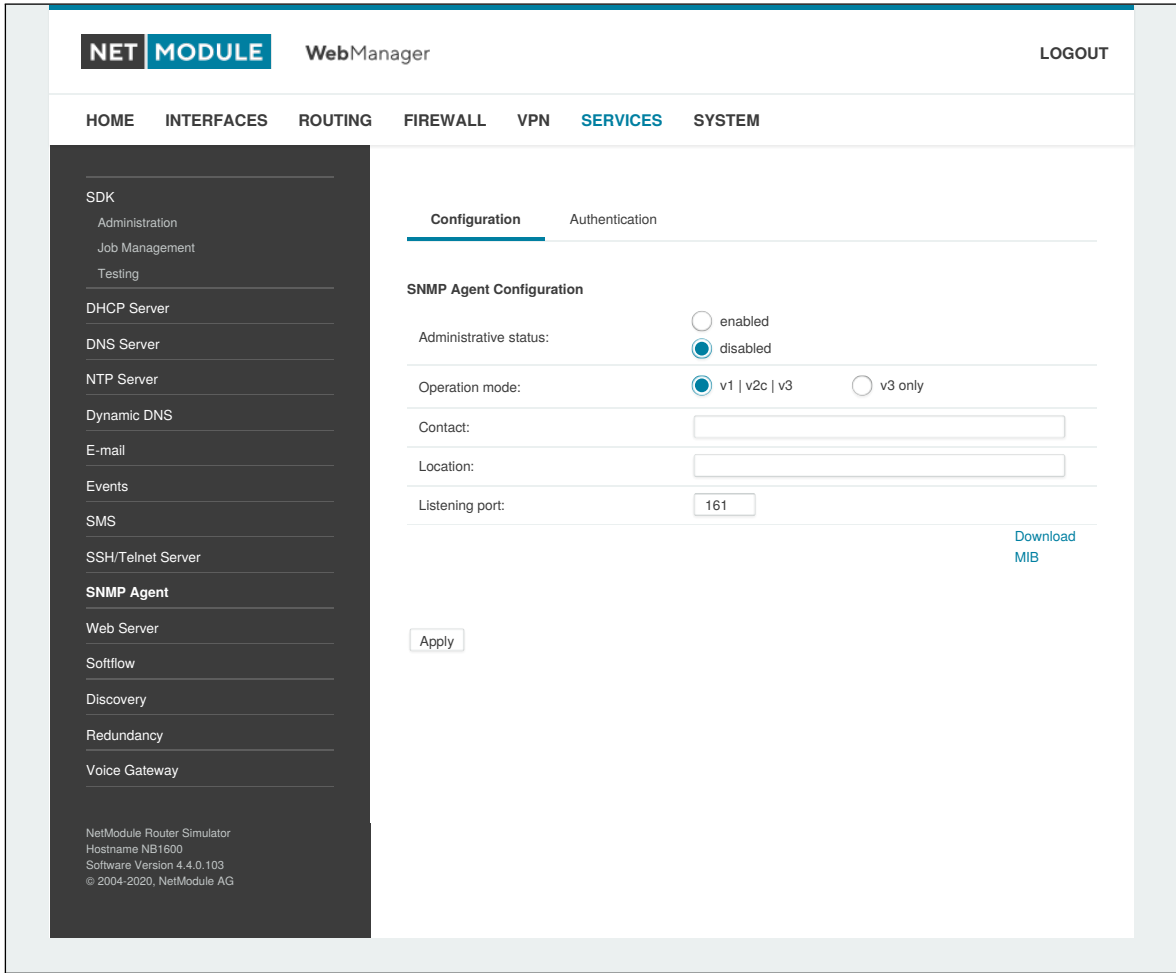 NET MODULE WebManager LOGOUT
HOME INTERFACES ROUTING FIREWALL VPN SERVICES SYSTEM
SDK
Administration
Job Management
Testing
DHCP Server
DNS Server
NTP Server
Dynamic DNS
E-mail
Events
SMS
SSH/Telnet Server
SNMP Agent
Web Server
Softflow
Discovery
Redundancy
Voice Gateway
NetModule Router Simulator
Hostname NB1600
Software Version 4.4.0.103
© 2004-2020, NetModule AG
Configuration Authentication
SNMP Agent Configuration
Administrative status:
enabled
disabled
Operation mode: v1 | v2c | v3 v3 only
Contact:
Location:
Listening port: 161
Download
MIB
Apply